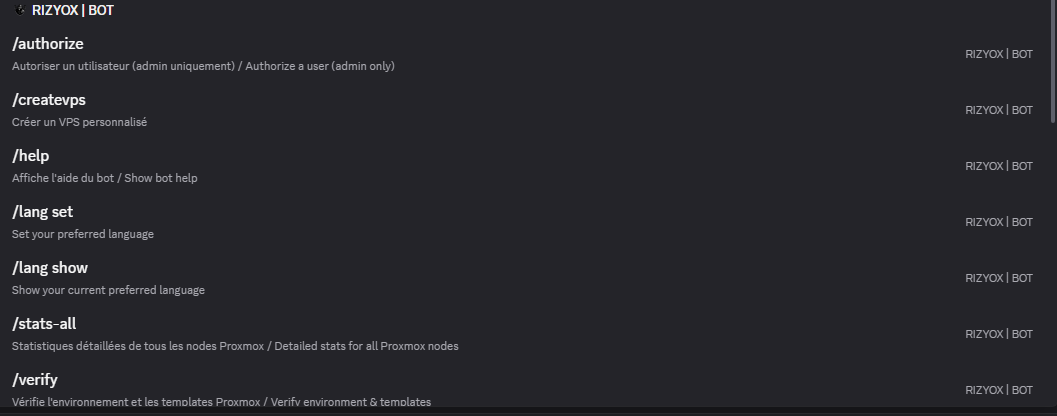 RIZYOX | BOT
/authorize
Autoriser un utilisateur (admin uniquement) / Authorize a user (admin only)
RIZYOX | BOT
/createvps
Créer un VPS personnalisé
RIZYOX | BOT
/help
Affiche l'aide du bot / Show bot help
RIZYOX | BOT
/lang set
Set your preferred language
RIZYOX | BOT
/lang show
Show your current preferred language
RIZYOX | BOT
/stats-all
Statistiques détaillées de tous les nodes Proxmox / Detailed stats for all Proxmox nodes
RIZYOX | BOT
/verify
Vérifie l'environnement et les templates Proxmox / Verify environment & templates
RIZYOX | BOT